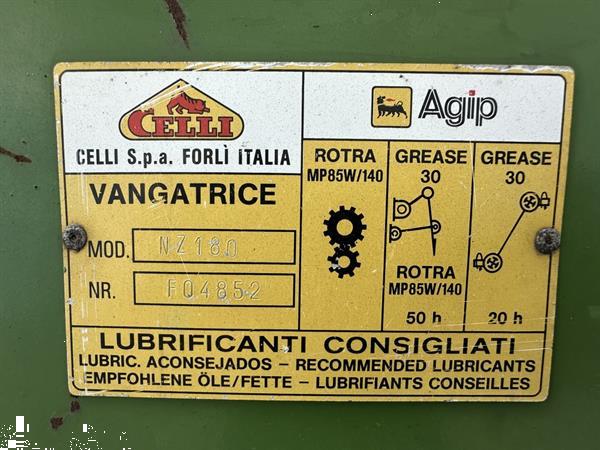 CELLI
CELLI S.p.a. FORLÌ ITALIA
VANGATRICE
MOD. NZ180
NR. F04852
Agip
ROTRA
MP85W/140
GREASE
30
ROTRA
MP85W/140
50 h
GREASE
30
20 h
LUBRIFICANTI CONSIGLIATI
LUBRIC. ACONSEJADOS – RECOMMENDED LUBRICANTS
EMPFOHLENE ÖLE/FETTE – LUBRIFIANTS CONSEILLES